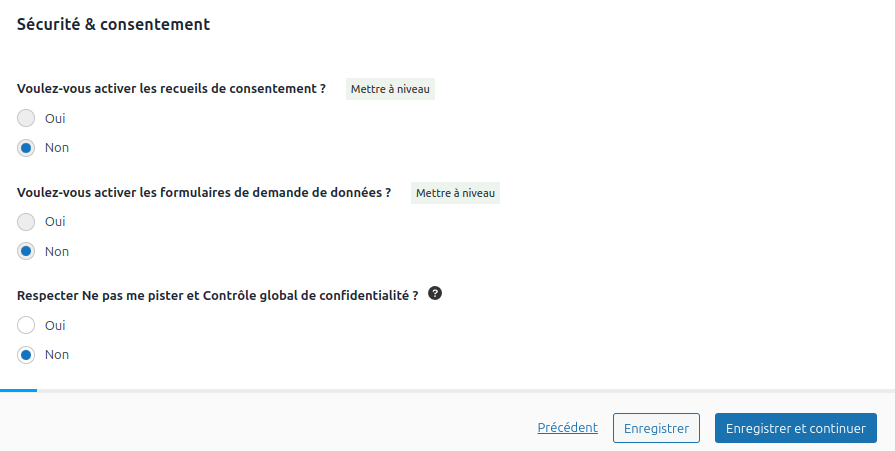 Sécurité & consentement
Voulez-vous activer les recueils de consentement ? Mettre à niveau
Oui
Non
Voulez-vous activer les formulaires de demande de données ? Mettre à niveau
Oui
Non
Respecter Ne pas me pister et Contrôle global de confidentialité ? ?
Oui
Non
Précédent Enregistrer Enregistrer et continuer